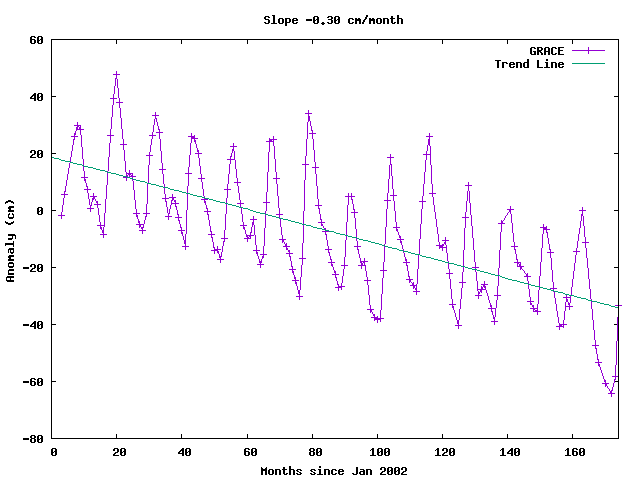 Slope -0.30 cm/month
GRACE
Trend Line
60
40
20
0
-20
-40
-60
-80
Anomaly (cm)
0 20 40 60 80 100 120 140 160
Months since Jan 2002